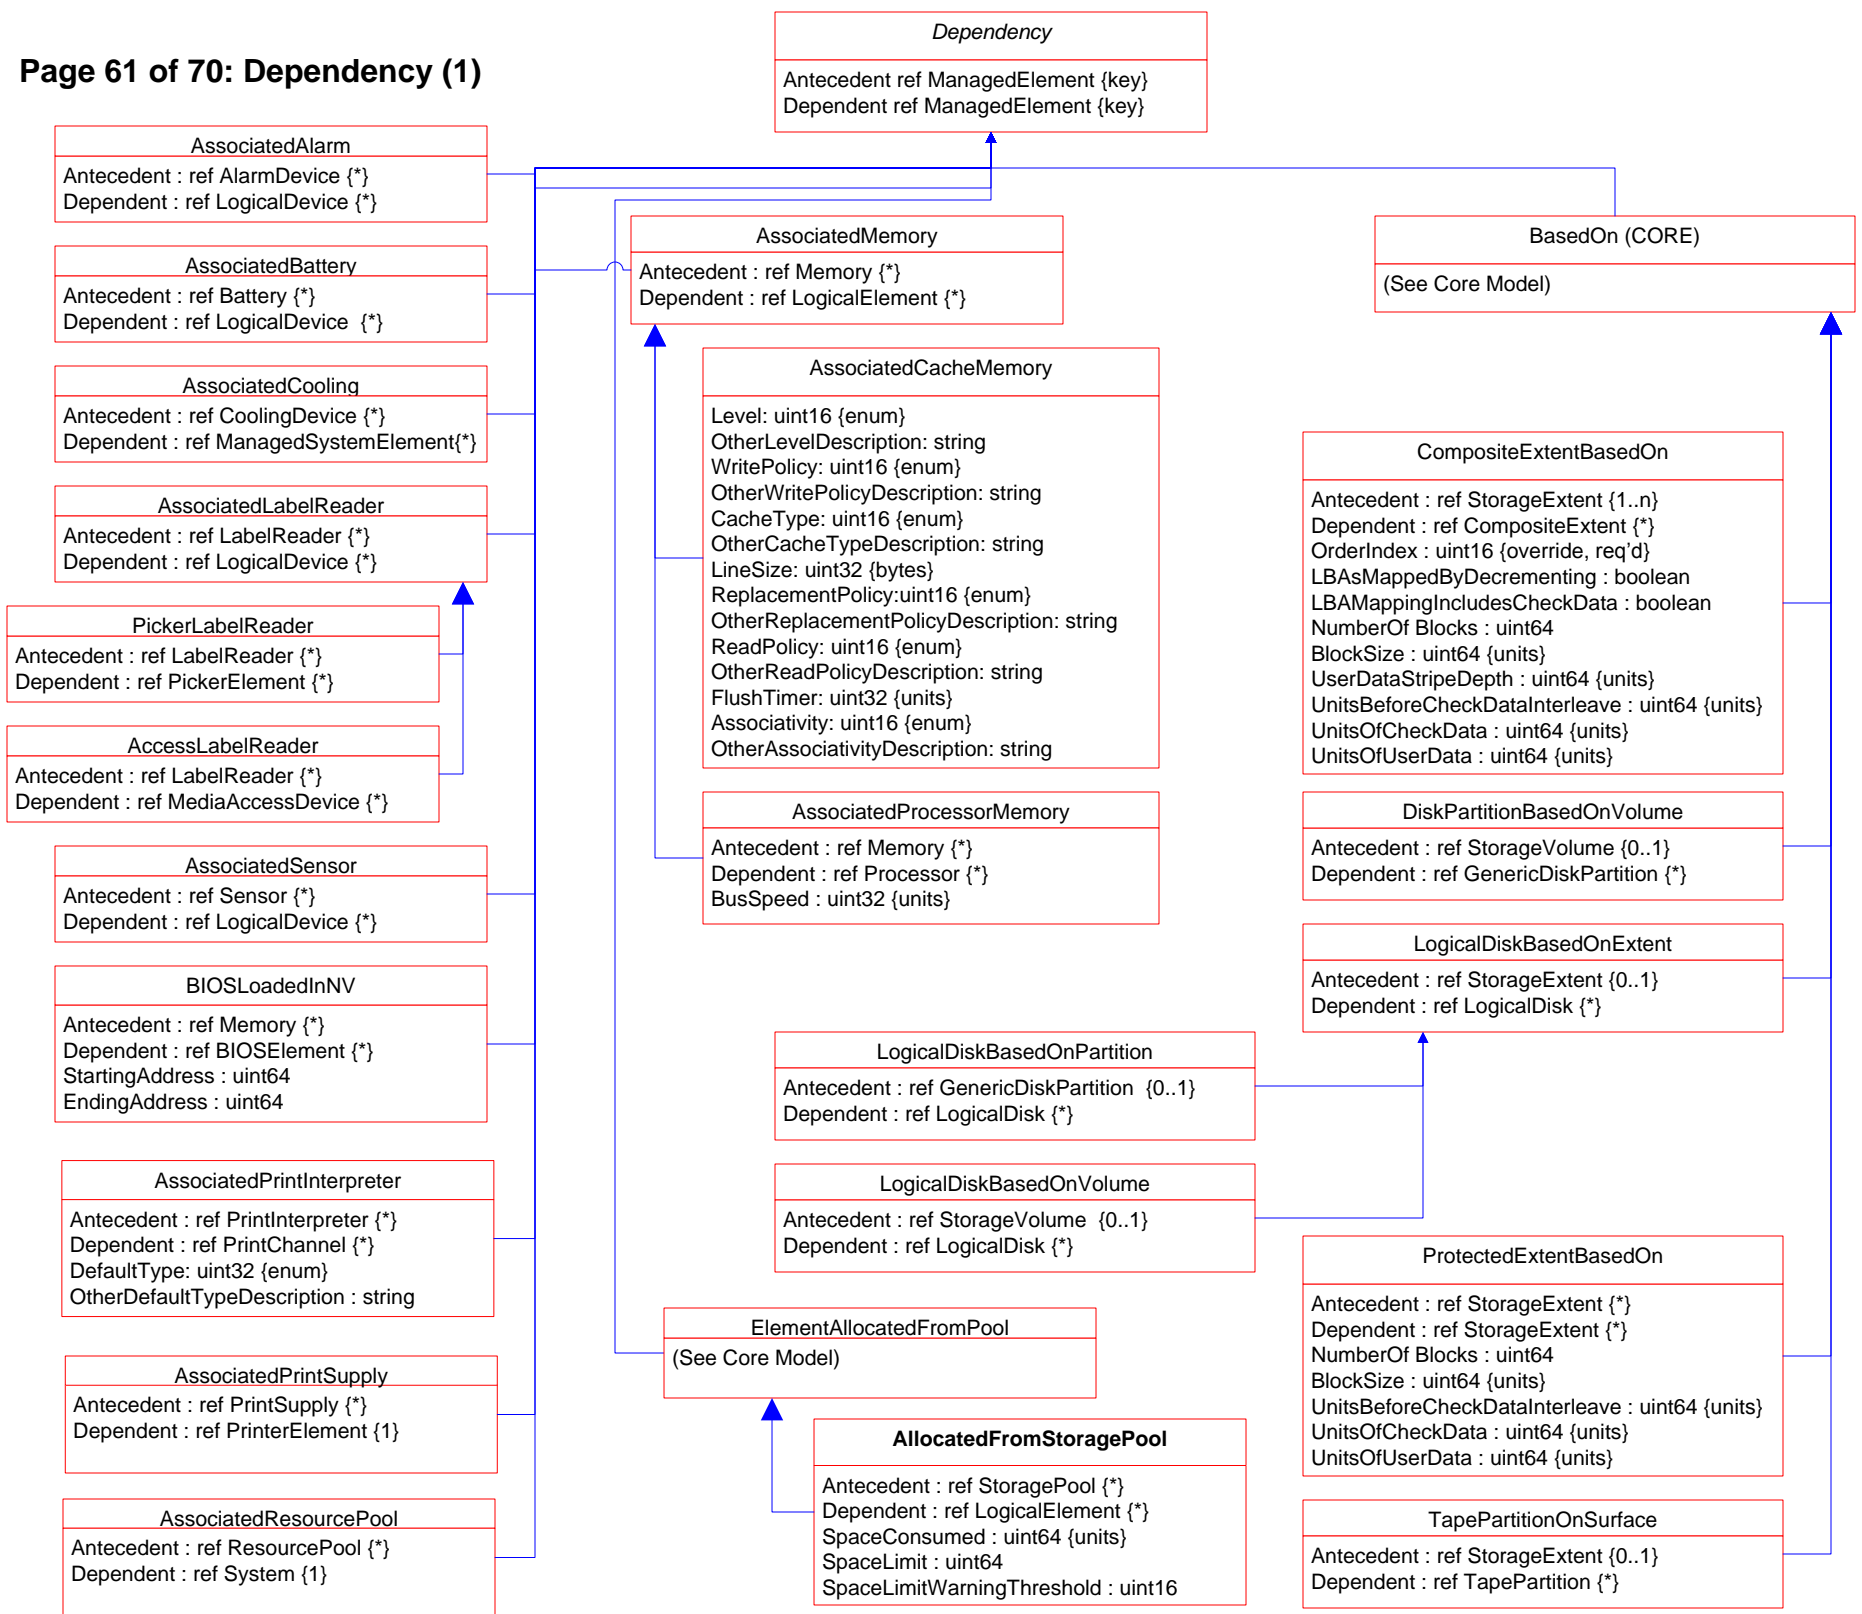 Page 61 of 70: Dependency (1)
Dependency
Antecedent ref ManagedElement {key}
Dependent ref ManagedElement {key}
AssociatedAlarm
Antecedent : ref AlarmDevice {*}
Dependent : ref LogicalDevice {*}
AssociatedBattery
Antecedent : ref Battery {*}
Dependent : ref LogicalDevice  {*}
AssociatedCooling
Antecedent : ref CoolingDevice {*}
Dependent : ref ManagedSystemElement{*}
AssociatedLabelReader
Antecedent : ref LabelReader {*}
Dependent : ref LogicalDevice {*}
PickerLabelReader
Antecedent : ref LabelReader {*}
Dependent : ref PickerElement {*}
AccessLabelReader
Antecedent : ref LabelReader {*}
Dependent : ref MediaAccessDevice {*}
AssociatedSensor
Antecedent : ref Sensor {*}
Dependent : ref LogicalDevice {*}
BIOSLoadedInNV
Antecedent : ref Memory {*}
Dependent : ref BIOSElement {*}
StartingAddress : uint64
EndingAddress : uint64
AssociatedPrintInterpreter
Antecedent : ref PrintInterpreter {*}
Dependent : ref PrintChannel {*}
DefaultType: uint32 {enum}
OtherDefaultTypeDescription : string
AssociatedPrintSupply
Antecedent : ref PrintSupply {*}
Dependent : ref PrinterElement {1}
AssociatedResourcePool
Antecedent : ref ResourcePool {*}
Dependent : ref System {1}
AssociatedMemory
Antecedent : ref Memory {*}
Dependent : ref LogicalElement {*}
AssociatedCacheMemory
Level: uint16 {enum}
OtherLevelDescription: string
WritePolicy: uint16 {enum}
OtherWritePolicyDescription: string
CacheType: uint16 {enum}
OtherCacheTypeDescription: string
LineSize: uint32 {bytes}
ReplacementPolicy:uint16 {enum}
OtherReplacementPolicyDescription: string
ReadPolicy: uint16 {enum}
OtherReadPolicyDescription: string
FlushTimer: uint32 {units}
Associativity: uint16 {enum}
OtherAssociativityDescription: string
AssociatedProcessorMemory
Antecedent : ref Memory {*}
Dependent : ref Processor {*}
BusSpeed : uint32 {units}
LogicalDiskBasedOnPartition
Antecedent : ref GenericDiskPartition  {0..1}
Dependent : ref LogicalDisk {*}
LogicalDiskBasedOnVolume
Antecedent : ref StorageVolume  {0..1}
Dependent : ref LogicalDisk {*}
ElementAllocatedFromPool
(See Core Model)
AllocatedFromStoragePool
Antecedent : ref StoragePool {*}
Dependent : ref LogicalElement {*}
SpaceConsumed : uint64 {units}
SpaceLimit : uint64
SpaceLimitWarningThreshold : uint16
BasedOn (CORE)
(See Core Model)
CompositeExtentBasedOn
Antecedent : ref StorageExtent {1..n}
Dependent : ref CompositeExtent {*}
OrderIndex : uint16 {override, req’d}
LBAsMappedByDecrementing : boolean
LBAMappingIncludesCheckData : boolean
NumberOf Blocks : uint64
BlockSize : uint64 {units}
UserDataStripeDepth : uint64 {units}
UnitsBeforeCheckDataInterleave : uint64 {units}
UnitsOfCheckData : uint64 {units}
UnitsOfUserData : uint64 {units}
DiskPartitionBasedOnVolume
Antecedent : ref StorageVolume {0..1}
Dependent : ref GenericDiskPartition {*}
LogicalDiskBasedOnExtent
Antecedent : ref StorageExtent {0..1}
Dependent : ref LogicalDisk {*}
ProtectedExtentBasedOn
Antecedent : ref StorageExtent {*}
Dependent : ref StorageExtent {*}
NumberOf Blocks : uint64
BlockSize : uint64 {units}
UnitsBeforeCheckDataInterleave : uint64 {units}
UnitsOfCheckData : uint64 {units}
UnitsOfUserData : uint64 {units}
TapePartitionOnSurface
Antecedent : ref StorageExtent {0..1}
Dependent : ref TapePartition {*}